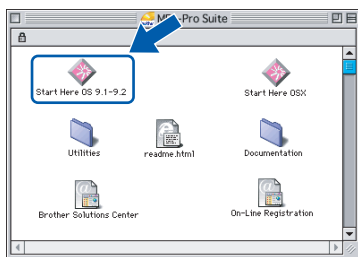 -Pro Suite
Start Here OS 9.1-9.2
Start Here OSX
Utilities
readme.html
Documentation
Brother Solutions Center
On-Line Registration